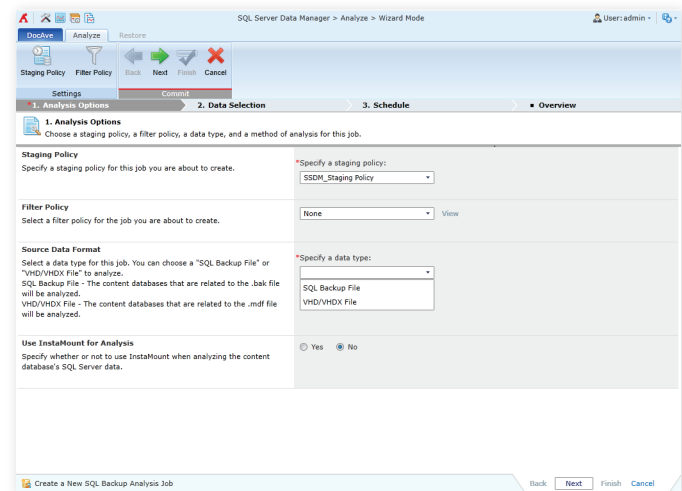 SQL Server Data Manager > Analyze > Wizard Mode
User: admin
DocAve
Analyze
Restore
Staging Policy
Filter Policy
Back
Next
Finish
Cancel
Settings
Commit
*1. Analysis Options
2. Data Selection
3. Schedule
Overview
1. Analysis Options
Choose a staging policy, a filter policy, a data type, and a method of analysis for this job.
Staging Policy
Specify a staging policy for this job you are about to create.
*Specify a staging policy:
SSDM_Staging Policy
Filter Policy
Select a filter policy for the job you are about to create.
None
View
Source Data Format
Select a data type for this job. You can choose a "SQL Backup File" or
"VHD/VHDX File" to analyze.
SQL Backup File - The content databases that are related to the .bak file
will be analyzed.
VHD/VHDX File - The content databases that are related to the .mdf file
will be analyzed.
*Specify a data type:
SQL Backup File
VHD/VHDX File
Use InstaMount for Analysis
Specify whether or not to use InstaMount when analyzing the content
database's SQL Server data.
Yes
No
Create a New SQL Backup Analysis Job
Back
Next
Finish
Cancel